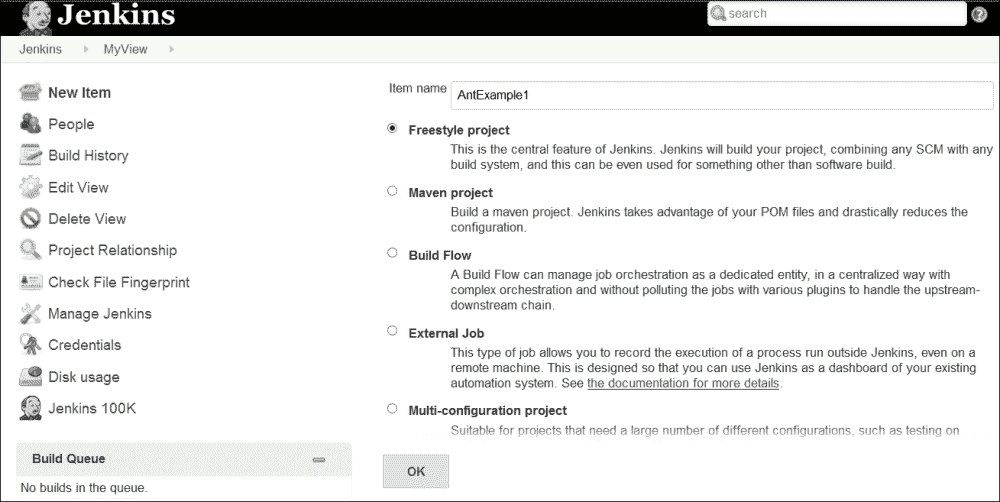 Jenkins
search
Jenkins
MyView
New Item
People
Build History
Edit View
Delete View
Project Relationship
Check File Fingerprint
Manage Jenkins
Credentials
Disk usage
Jenkins 100K
Build Queue
No builds in the queue.
Item name
AntExample1
Freestyle project
This is the central feature of Jenkins. Jenkins will build your project, combining any SCM with any
build system, and this can be even used for something other than software build.
Maven project
Build a maven project. Jenkins takes advantage of your POM files and drastically reduces the
configuration.
Build Flow
A Build Flow can manage job orchestration as a dedicated entity, in a centralized way with
complex orchestration and without polluting the jobs with various plugins to handle the upstream-
downstream chain.
External Job
This type of job allows you to record the execution of a process run outside Jenkins, even on a
remote machine. This is designed so that you can use Jenkins as a dashboard of your existing
automation system. See the documentation for more details.
Multi-configuration project
Suitable for projects that need a large number of different configurations, such as testing on
OK